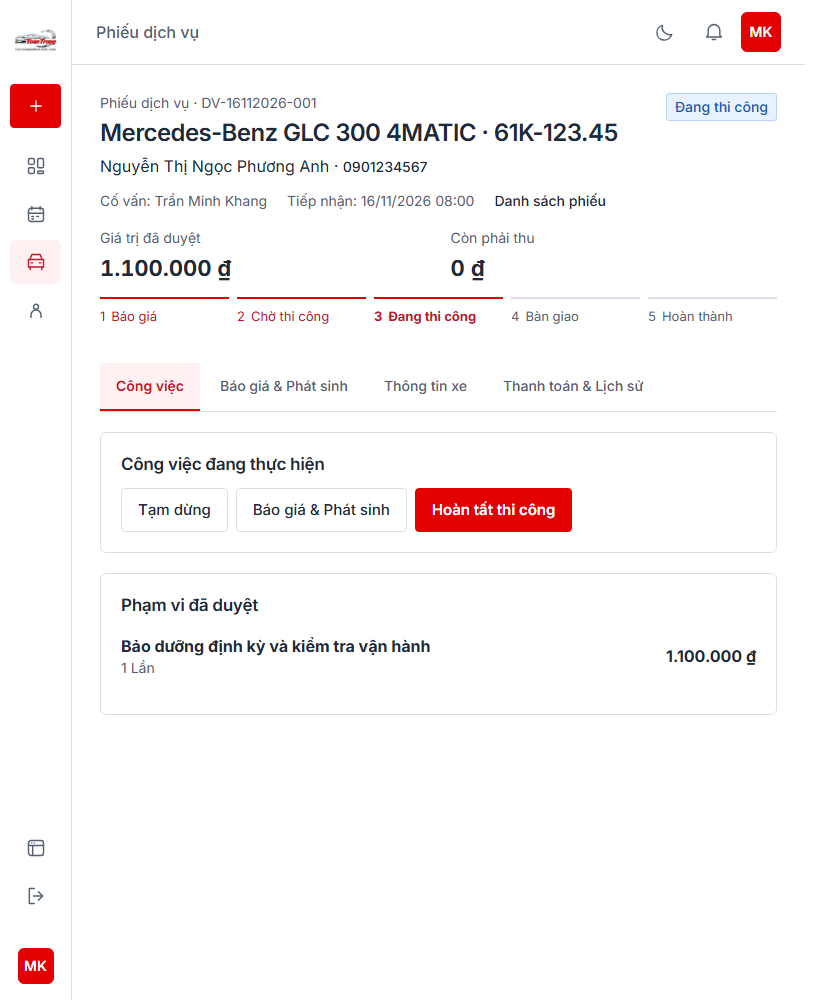 Toàn Trung
Phiếu dịch vụ
MK
Phiếu dịch vụ · DV-16112026-001
Đang thi công
Mercedes-Benz GLC 300 4MATIC · 61K-123.45
Nguyễn Thị Ngọc Phương Anh · 0901234567
Cố vấn: Trần Minh Khang Tiếp nhận: 16/11/2026 08:00 Danh sách phiếu
Giá trị đã duyệt Còn phải thu
1.100.000 ₫ 0 ₫
1 Báo giá 2 Chờ thi công 3 Đang thi công 4 Bàn giao 5 Hoàn thành
Công việc Báo giá & Phát sinh Thông tin xe Thanh toán & Lịch sử
Công việc đang thực hiện
Tạm dừng Báo giá & Phát sinh Hoàn tất thi công
Phạm vi đã duyệt
Bảo dưỡng định kỳ và kiểm tra vận hành
1.100.000 ₫
1 Lần
MK